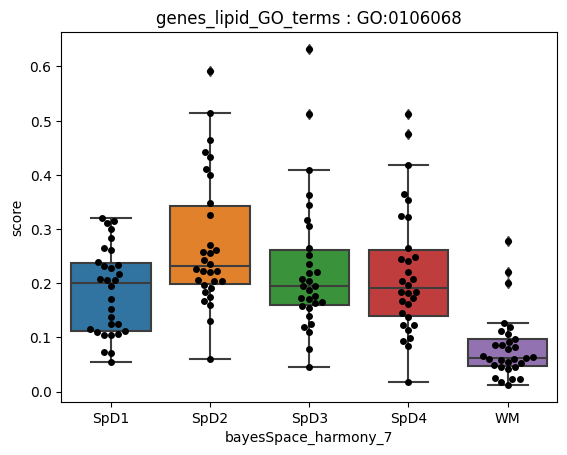 genes_lipid_GO_terms : GO:0106068
score
0.6
0.5
0.4
0.3
0.2
0.1
0.0
SpD1 SpD2 SpD3 SpD4 WM
bayesSpace_harmony_7